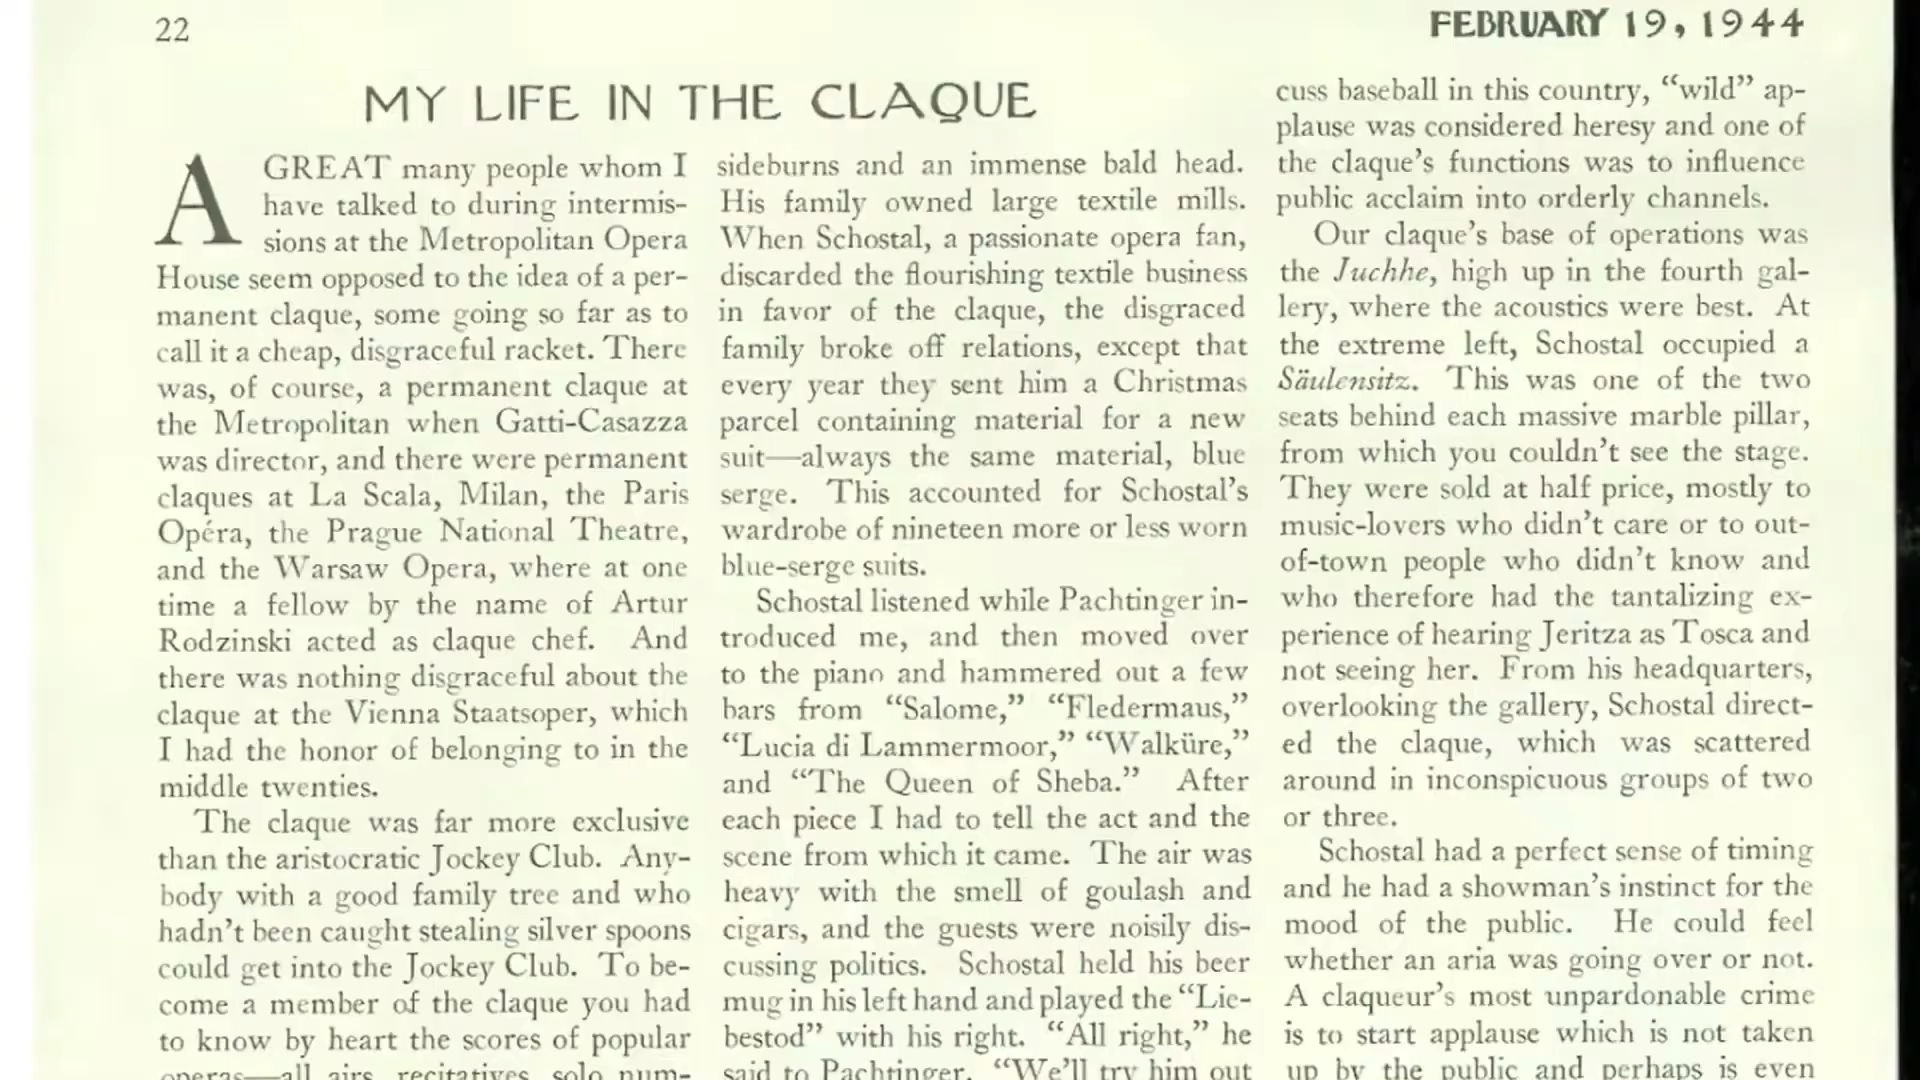 22
FEBRUARY 19, 1944
MY LIFE IN THE CLAQUE
A GREAT many people whom I
have talked to during intermis-
sions at the Metropolitan Opera
House seem opposed to the idea of a per-
manent claque, some going so far as to
call it a cheap, disgraceful racket. There
was, of course, a permanent claque at
the Metropolitan when Gatti-Casazza
was director, and there were permanent
claques at La Scala, Milan, the Paris
Opéra, the Prague National Theatre,
and the Warsaw Opera, where at one
time a fellow by the name of Artur
Rodzinski acted as claque chef. And
there was nothing disgraceful about the
claque at the Vienna Staatsoper, which
I had the honor of belonging to in the
middle twenties.
The claque was far more exclusive
than the aristocratic Jockey Club. Any-
body with a good family tree and who
hadn't been caught stealing silver spoons
could get into the Jockey Club. To be-
come a member of the claque you had
to know by heart the scores of popular
operas—all airs, recitatives, solo num-
sideburns and an immense bald head.
His family owned large textile mills.
When Schostal, a passionate opera fan,
discarded the flourishing textile business
in favor of the claque, the disgraced
family broke off relations, except that
every year they sent him a Christmas
parcel containing material for a new
suit—always the same material, blue
serge. This accounted for Schostal's
wardrobe of nineteen more or less worn
blue-serge suits.
Schostal listened while Pachtinger in-
troduced me, and then moved over
to the piano and hammered out a few
bars from “Salome,” “Fledermaus,”
“Lucia di Lammermoor,” “Walküre,”
and “The Queen of Sheba.” After
each piece I had to tell the act and the
scene from which it came. The air was
heavy with the smell of goulash and
cigars, and the guests were noisily dis-
cussing politics. Schostal held his beer
mug in his left hand and played the “Lie-
bestod” with his right. “All right,” he
said to Pachtinger. “We'll try him out
cuss baseball in this country, “wild” ap-
plause was considered heresy and one of
the claque's functions was to influence
public acclaim into orderly channels.
Our claque's base of operations was
the Juchhe, high up in the fourth gal-
lery, where the acoustics were best. At
the extreme left, Schostal occupied a
Säulensitz. This was one of the two
seats behind each massive marble pillar,
from which you couldn't see the stage.
They were sold at half price, mostly to
music-lovers who didn't care or to out-
of-town people who didn't know and
who therefore had the tantalizing ex-
perience of hearing Jeritza as Tosca and
not seeing her. From his headquarters,
overlooking the gallery, Schostal direct-
ed the claque, which was scattered
around in inconspicuous groups of two
or three.
Schostal had a perfect sense of timing
and he had a showman's instinct for the
mood of the public. He could feel
whether an aria was going over or not.
A claqueur's most unpardonable crime
is to start applause which is not taken
up by the public and perhaps is even